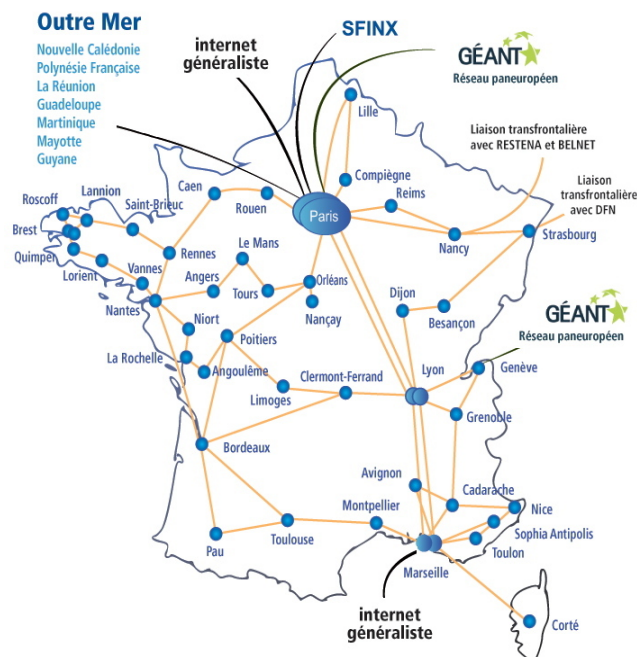 Outre Mer
Nouvelle Calédonie
Polynésie Française
La Réunion
Guadeloupe
Martinique
Mayotte
Guyane
internet
généraliste
SFINX
GÉANT
Réseau paneuropéen
Lille
Liaison transfrontalière
avec RESTENA et BELNET
Liaison
transfrontalière
avec DFN
Compiègne
Reims
Caen
Rouen
Paris
Roscoff
Lannion
Saint-Brieuc
Brest
Quimper
Lorient
Vannes
Rennes
Nantes
Le Mans
Angers
Tours
Orléans
Nançay
Nancy
Strasbourg
Dijon
Besançon
GÉANT
Réseau paneuropéen
Niort
Poitiers
La Rochelle
Angoulême
Limoges
Clermont-Ferrand
Lyon
Genève
Grenoble
Bordeaux
Avignon
Cadarache
Montpellier
Nice
Sophia Antipolis
Toulon
Pau
Toulouse
Marseille
internet
généraliste
Corté